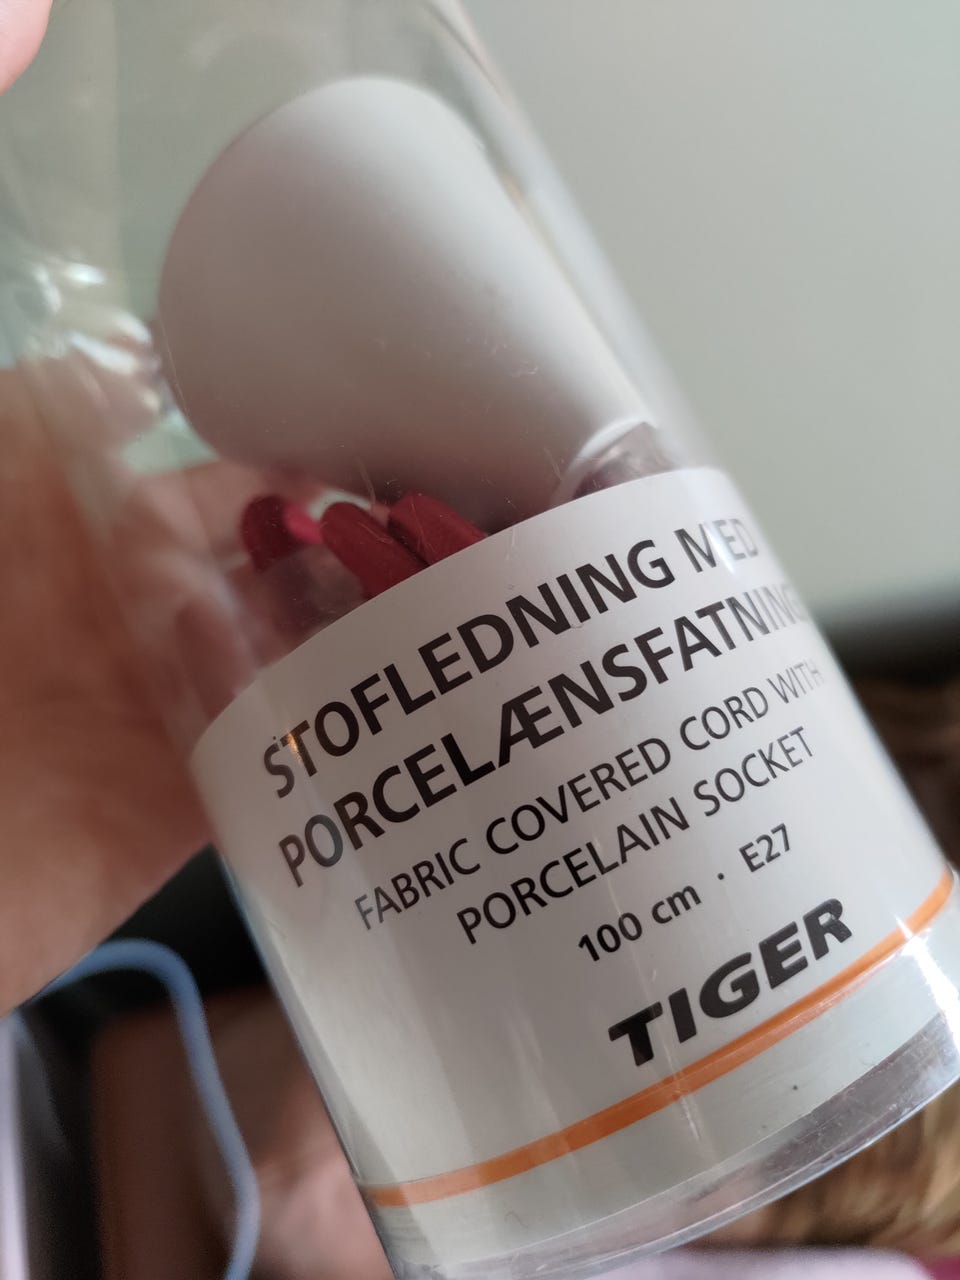 STOFLEDNING MED
PORCELÆNSFATNING
FABRIC COVERED CORD WITH
PORCELAIN SOCKET
100 cm · E27
TIGER